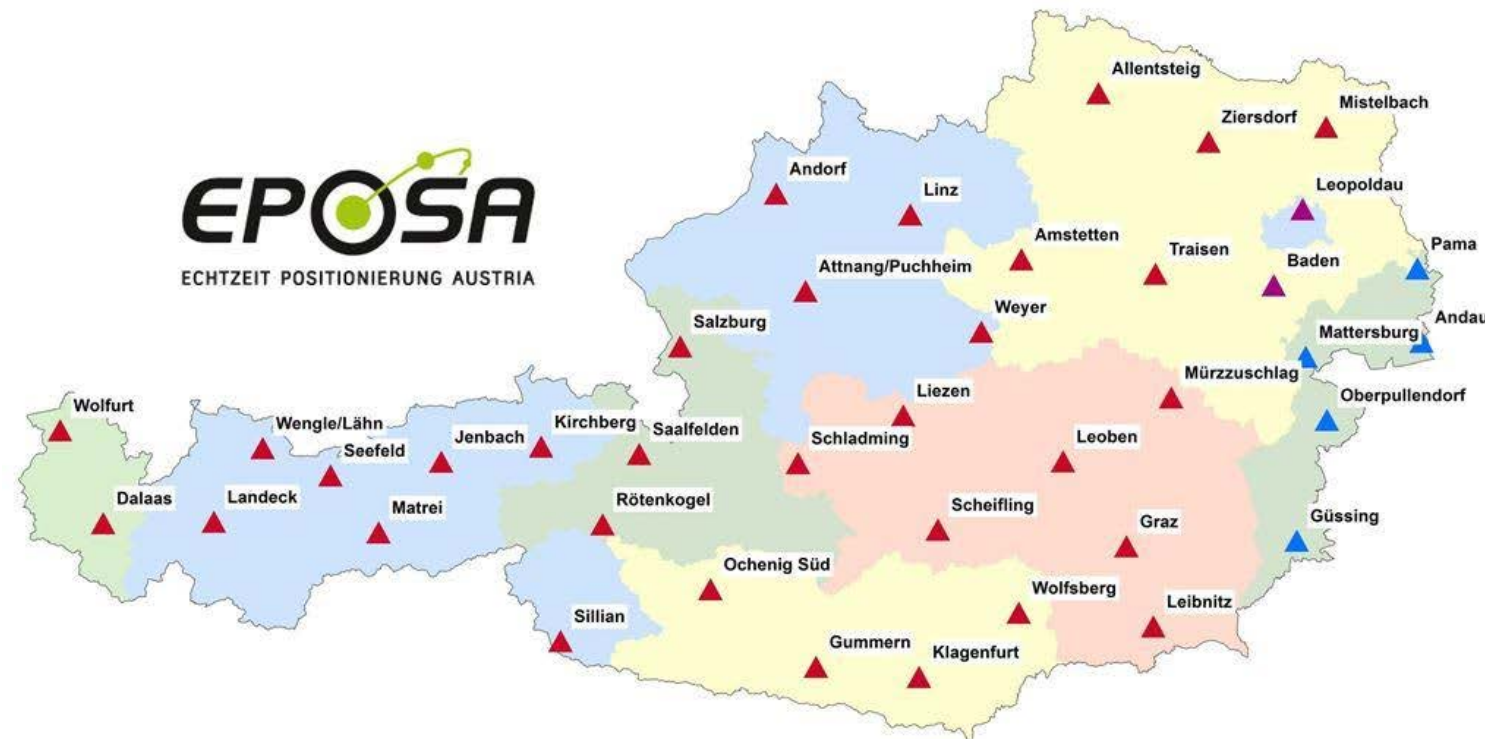 Allentsteig
Mistelbach
Ziersdorf
EPOSA
ECHTZEIT POSITIONIERUNG AUSTRIA
Andorf
Linz
Leopoldau
Amstetten
Traisen
Pama
Attnang/Puchheim
Baden
Weyer
Salzburg
Andau
Mattersburg
Mürzzuschlag
Liezen
Oberpullendorf
Wolfurt
Wengle/Lähn
Kirchberg
Saalfelden
Jenbach
Seefeld
Schladming
Leoben
Dalaas
Landeck
Matrei
Rötenkogel
Scheifling
Graz
Güssing
Ochenig Süd
Wolfsberg
Leibnitz
Sillian
Gummern
Klagenfurt